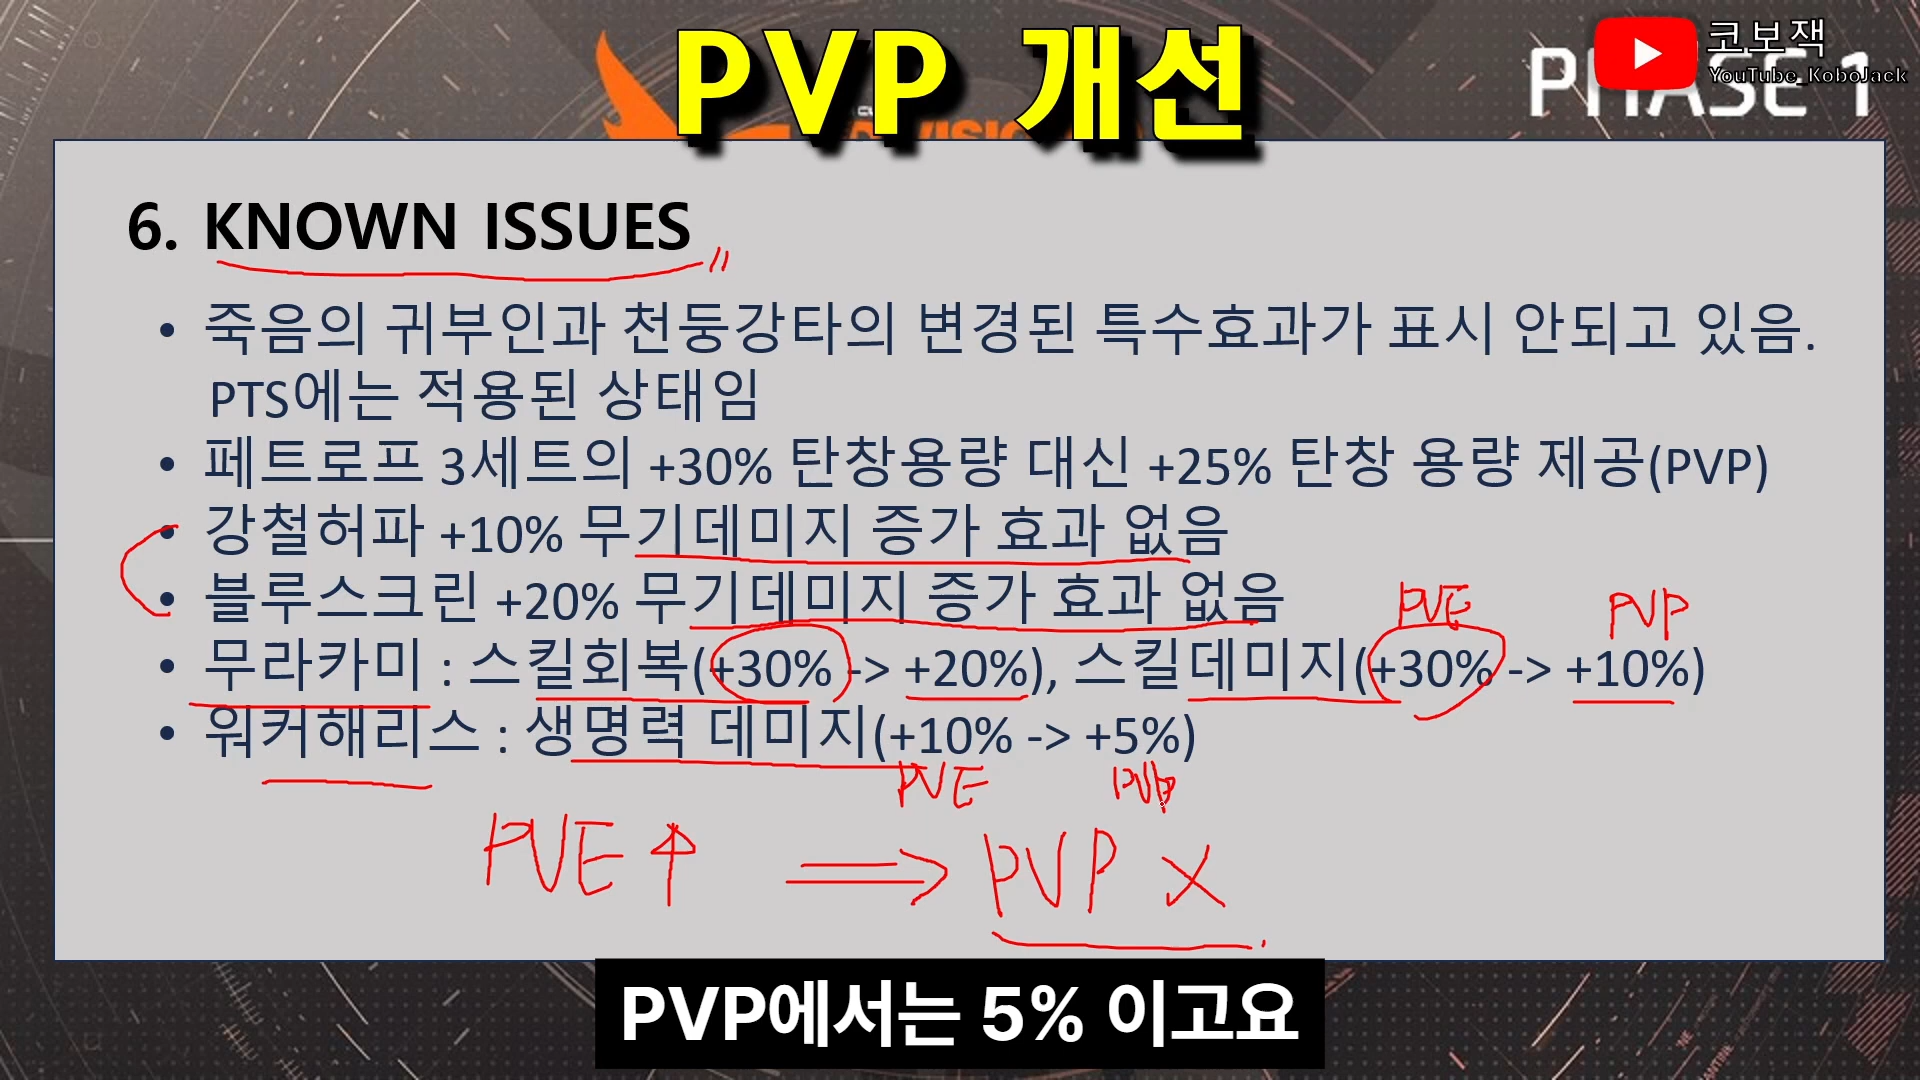 PVP 개선
PHASE 1
코보잭
YouTube_KoboJack
6. KNOWN ISSUES
• 죽음의 귀부인과 천둥강타의 변경된 특수효과가 표시 안되고 있음.
PTS에는 적용된 상태임
• 페트로프 3세트의 +30% 탄창용량 대신 +25% 탄창 용량 제공(PVP)
• 강철허파 +10% 무기데미지 증가 효과 없음
• 블루스크린 +20% 무기데미지 증가 효과 없음
PVE PVP
• 무라카미 : 스킬회복(+30% -> +20%), 스킬데미지(+30% -> +10%)
• 워커해리스 : 생명력 데미지(+10% -> +5%)
PVE PVP
PVE↑ ⇒ PVP X
PVP에서는 5% 이고요